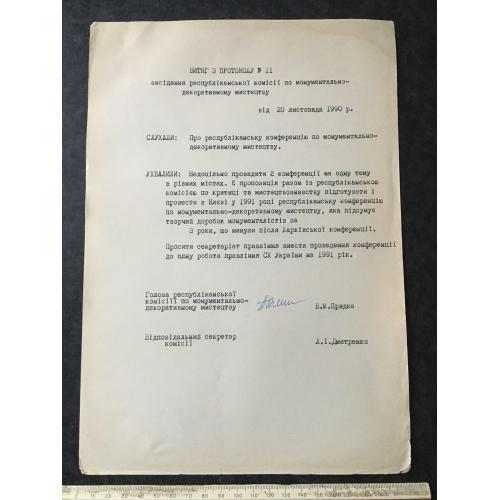 ВИТЯГ З ПРОТОКОЛУ № 11
засідання республіканської комісії по монументально-
декоративному мистецтву
від 20 листопада 1990 р.
СЛУХАЛИ: Про республікамську конференцію по монументально-
декоративному мистецтву.
УХВАЛИЛИ: Недоцільно проводити 2 конференції на одну тему
в різних містах. Є пропозиція разом із республіканською
комісією по критиці та мистецтвознавству підготувати і
провести в Києві у 1991 році республіканську конференцію
по монументально-декоративному мистецтву, яка підсумує
творчий доробок монументалістів за
3 роки, що минули після Харківської конференції.
Просити секретаріат правління внести проведення конференції
до плану роботи правління СХ України на 1991 рік.
Голова республіканської
комісії по монументально-
декоративному мистецтву
В.М.Прядка
Відповідальний секретар
комісії
Л.І.Дмитренко